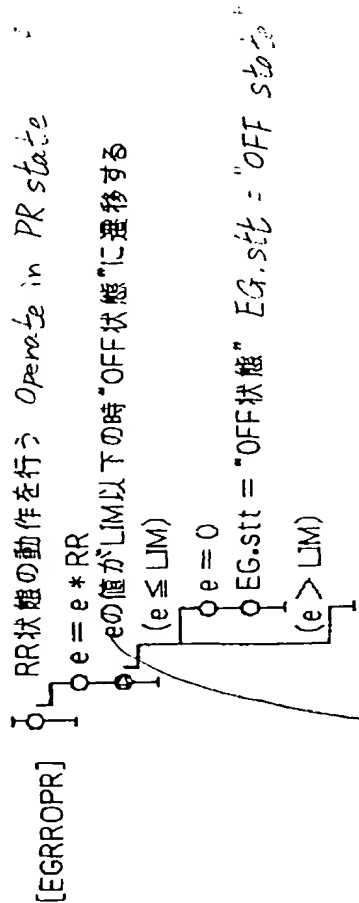 [EGRROPR]
RR状態の動作を行う Operate in PR state
e = e * RR
eの値がLIM以下の時"OFF状態"に遷移する
(e ≦ LIM)
e = 0
EG.stt = "OFF状態" EG.stt = "OFF state
(e > LIM)